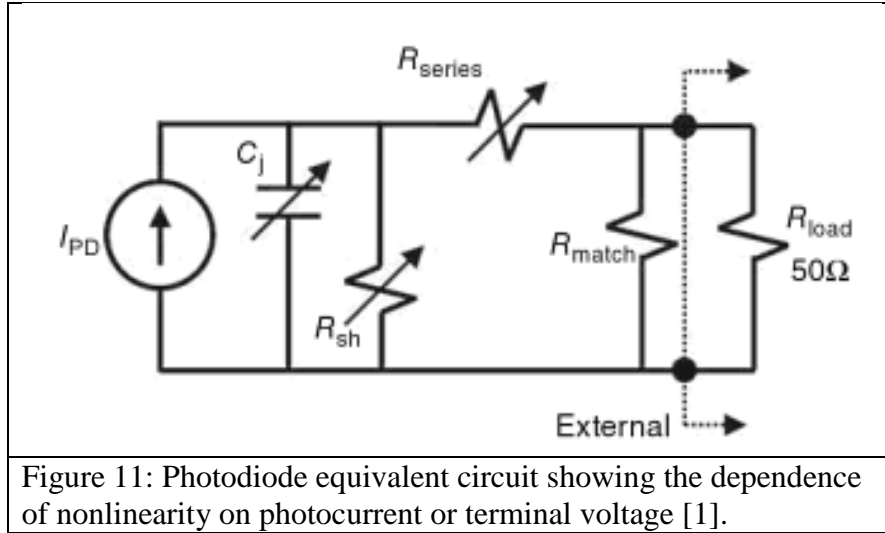 R_series
C_j
I_PD
R_sh
R_match
R_load
50Ω
External
Figure 11: Photodiode equivalent circuit showing the dependence
of nonlinearity on photocurrent or terminal voltage [1].